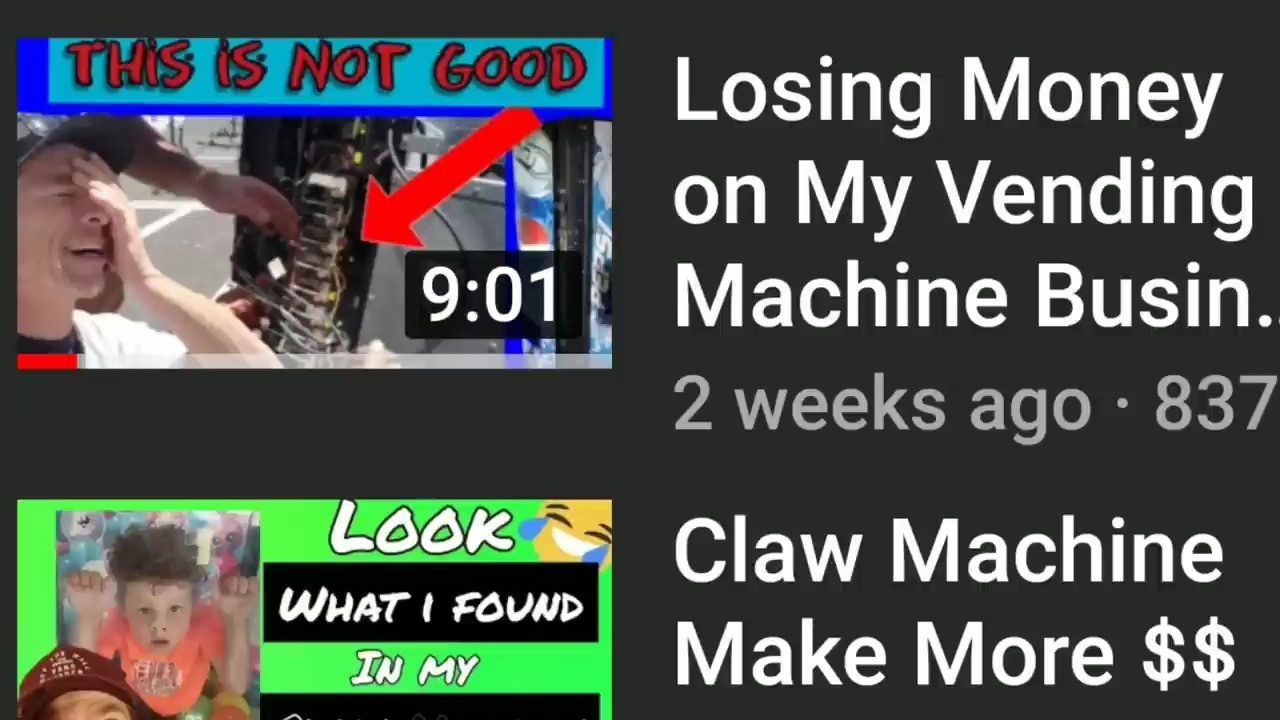 THIS IS NOT GOOD
9:01
Losing Money
on My Vending
Machine Busin..
2 weeks ago · 837
LOOK
WHAT I FOUND
IN MY
Claw Machine
Make More $$